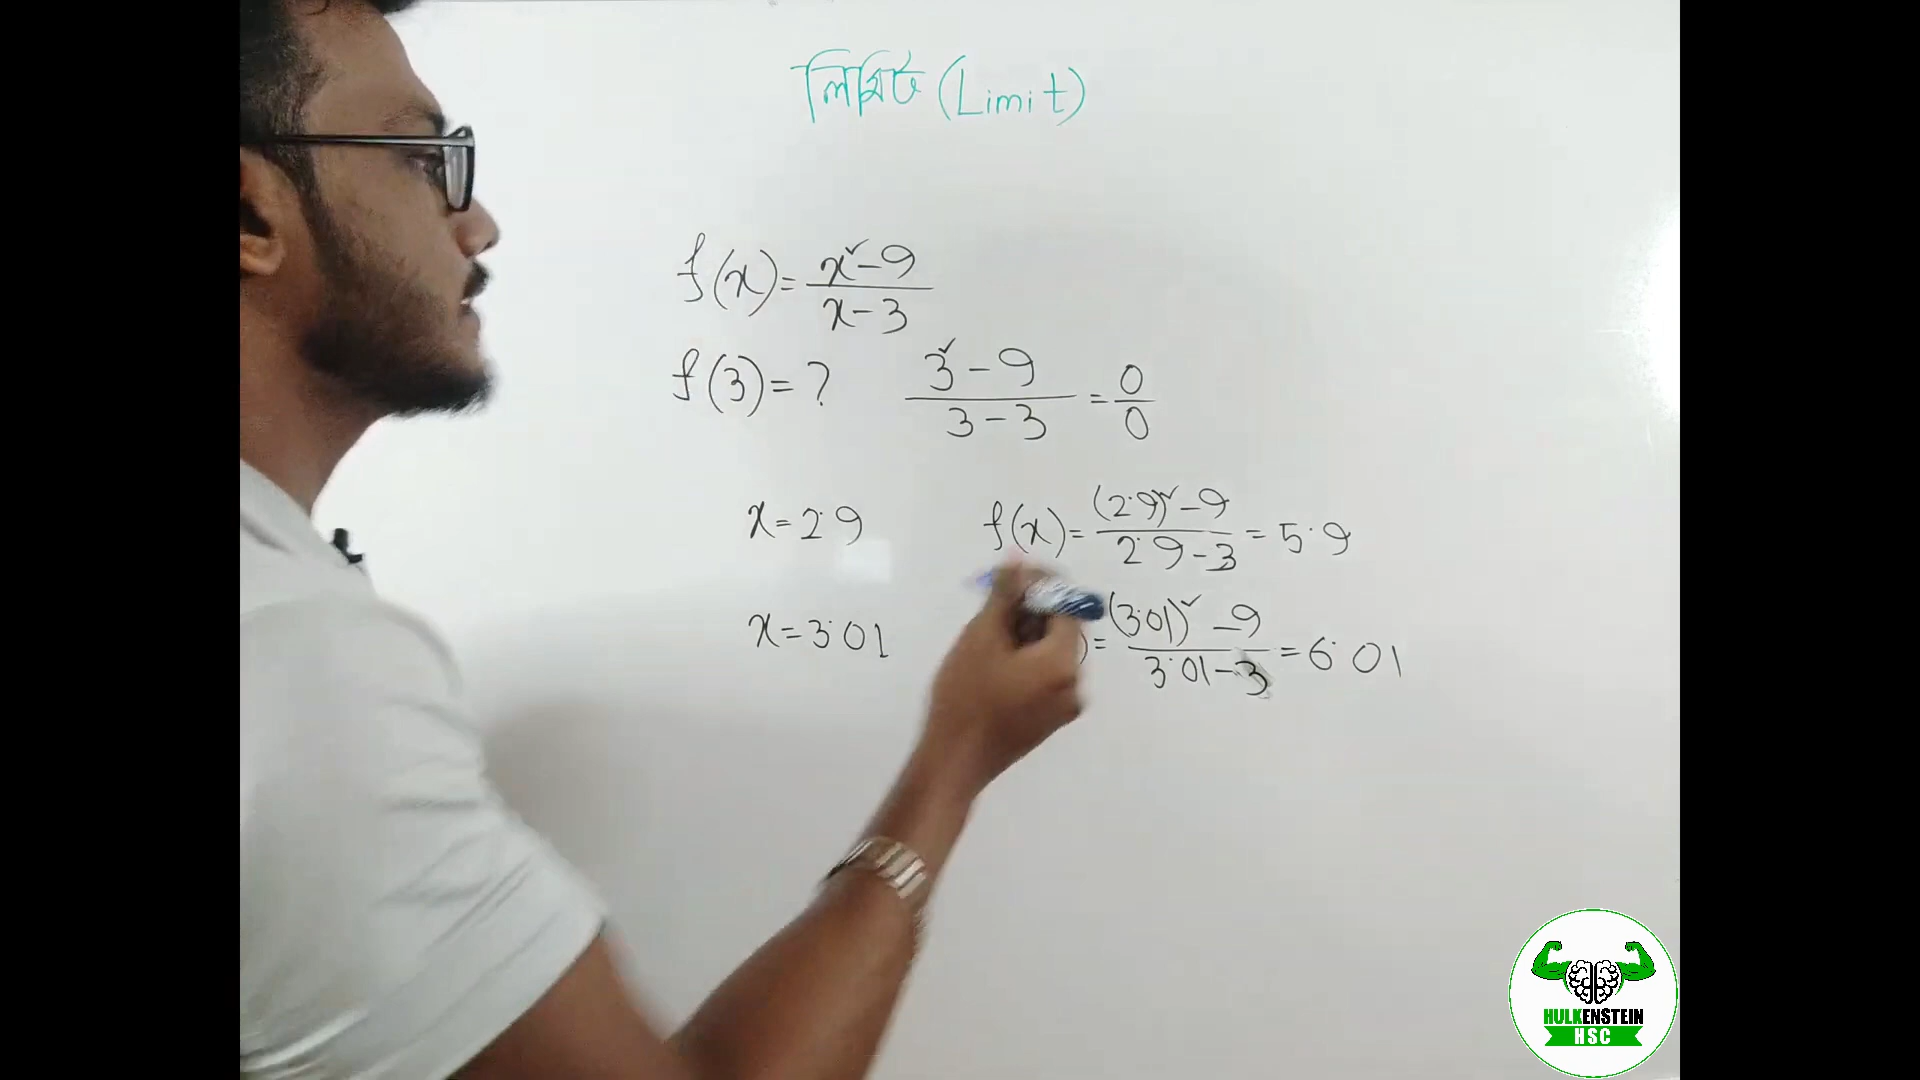 লিমিট (Limit)
f(x) = x² - 9 / x - 3
f(3) = ? 3² - 9 / 3 - 3 = 0/0
x = 2.9 f(x) = (2.9)² - 9 / 2.9 - 3 = 5.9
x = 3.01 ) = (3.01)² - 9 / 3.01 - 3 = 6.01
HULKENSTEIN
HSC